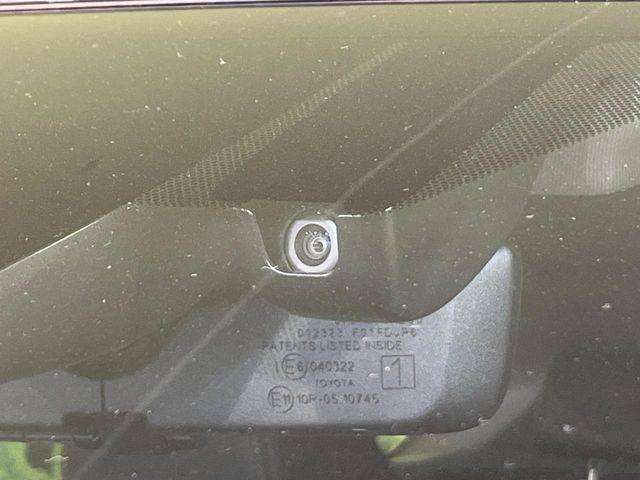 PATENTS LISTED INSIDE
E6 040322
TOYOTA
1
E11 10R-05 10745